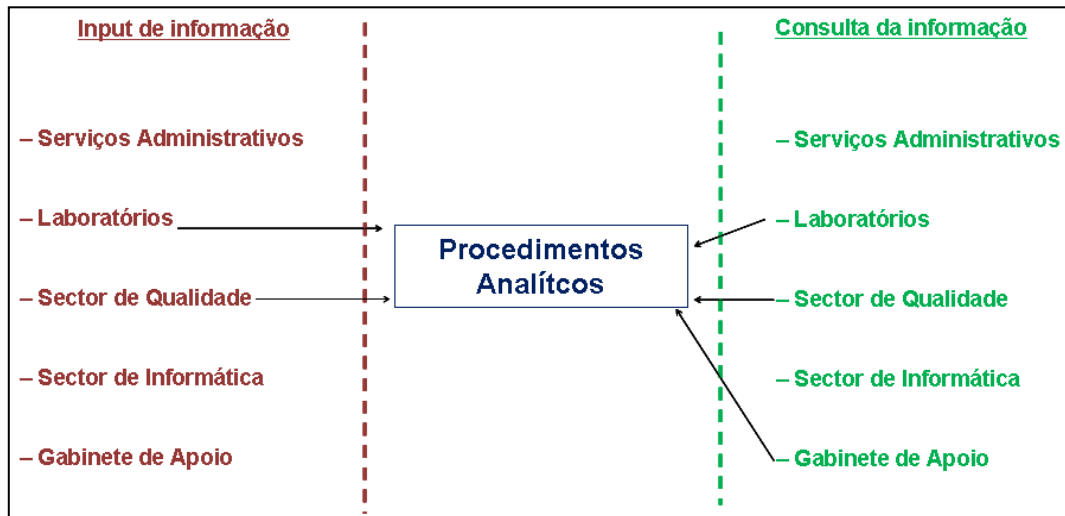 Input de informação
– Serviços Administrativos
– Laboratórios
– Sector de Qualidade
– Sector de Informática
– Gabinete de Apoio
Procedimentos
Analítcos
Consulta da informação
– Serviços Administrativos
– Laboratórios
– Sector de Qualidade
– Sector de Informática
– Gabinete de Apoio